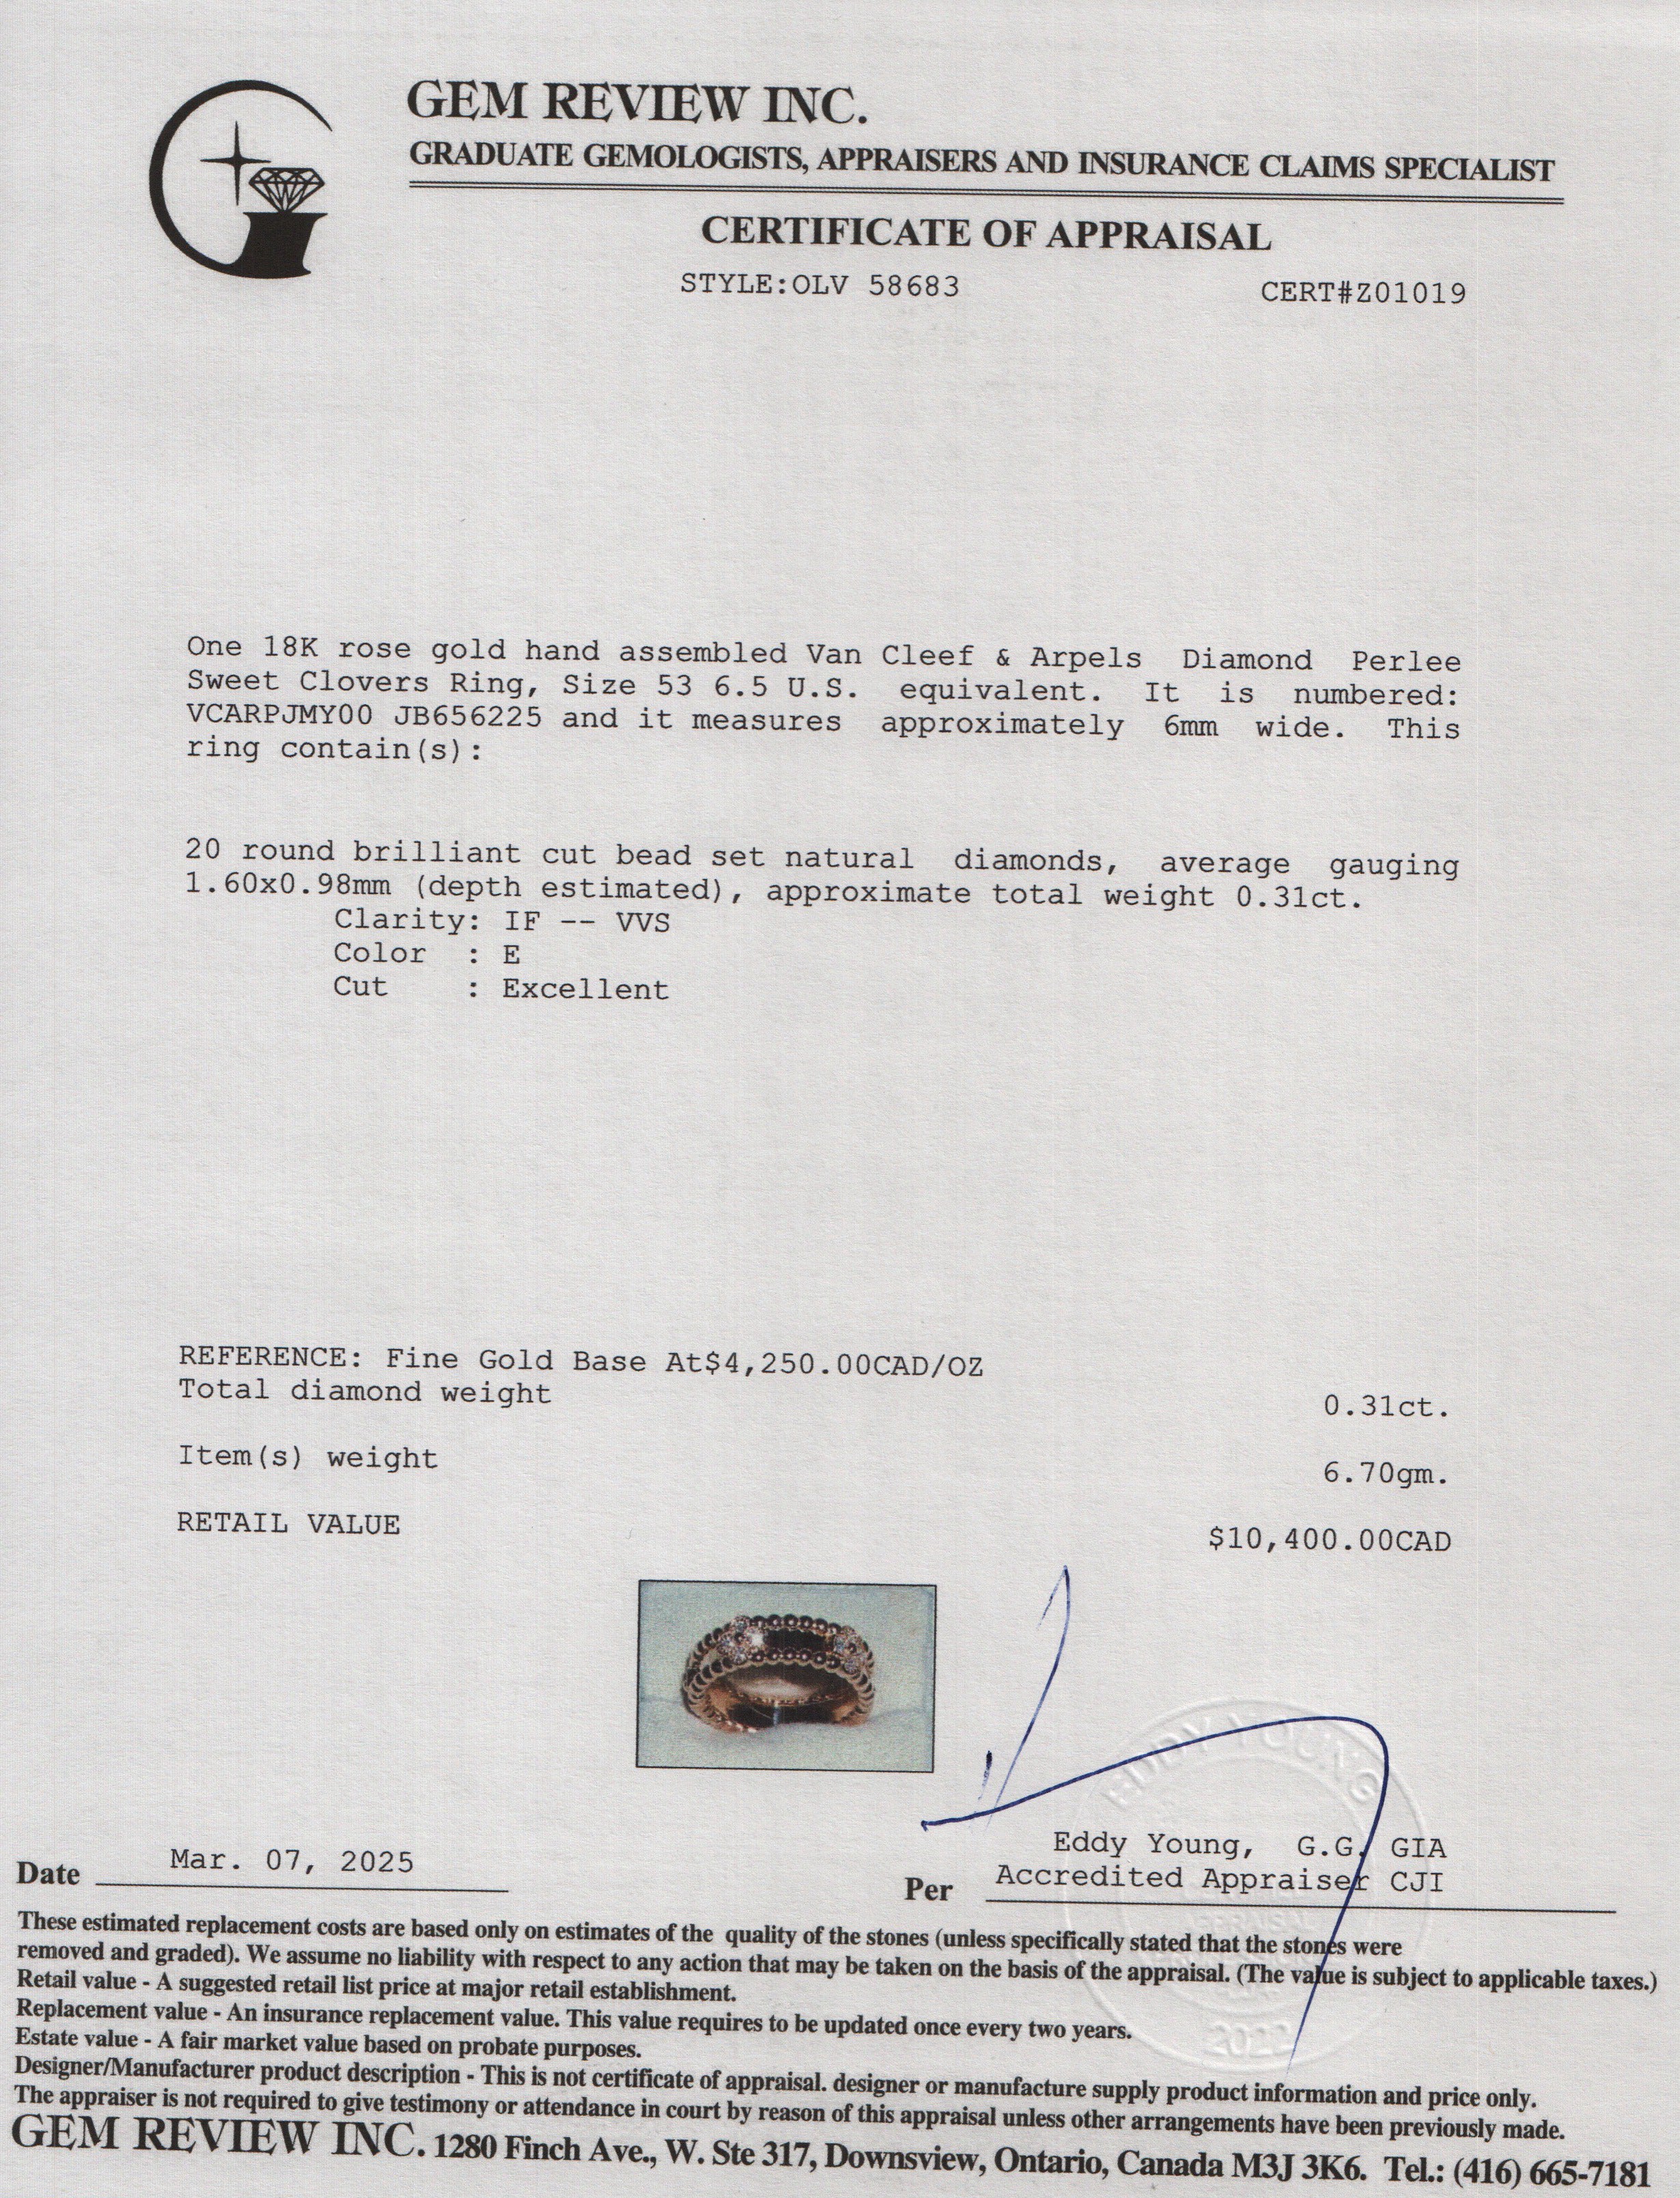 GEM REVIEW INC.
GRADUATE GEMOLOGISTS, APPRAISERS AND INSURANCE CLAIMS SPECIALIST
CERTIFICATE OF APPRAISAL
STYLE:OLV 58683
CERT#Z01019
One 18K rose gold hand assembled Van Cleef & Arpels Diamond Perlee
Sweet Clovers Ring, Size 53 6.5 U.S. equivalent. It is numbered:
VCARPJMY00 JB656225 and it measures approximately 6mm wide. This
ring contain(s):
20 round brilliant cut bead set natural diamonds, average gauging
1.60x0.98mm (depth estimated), approximate total weight 0.31ct.
Clarity: IF -- VVS
Color : E
Cut : Excellent
REFERENCE: Fine Gold Base At$4,250.00CAD/OZ
Total diamond weight 0.31ct.
Item(s) weight 6.70gm.
RETAIL VALUE $10,400.00CAD
EDDY YOUNG
Eddy Young, G.G. GIA
Date Mar. 07, 2025
Per Accredited Appraiser CJI
APPRAISAL
These estimated replacement costs are based only on estimates of the quality of the stones (unless specifically stated that the stones were
removed and graded). We assume no liability with respect to any action that may be taken on the basis of the appraisal. (The value is subject to applicable taxes.)
Retail value - A suggested retail list price at major retail establishment.
Replacement value - An insurance replacement value. This value requires to be updated once every two years.
Estate value - A fair market value based on probate purposes.
Designer/Manufacturer product description - This is not certificate of appraisal. designer or manufacture supply product information and price only.
The appraiser is not required to give testimony or attendance in court by reason of this appraisal unless other arrangements have been previously made.
GEM REVIEW INC. 1280 Finch Ave., W. Ste 317, Downsview, Ontario, Canada M3J 3K6. Tel.: (416) 665-7181